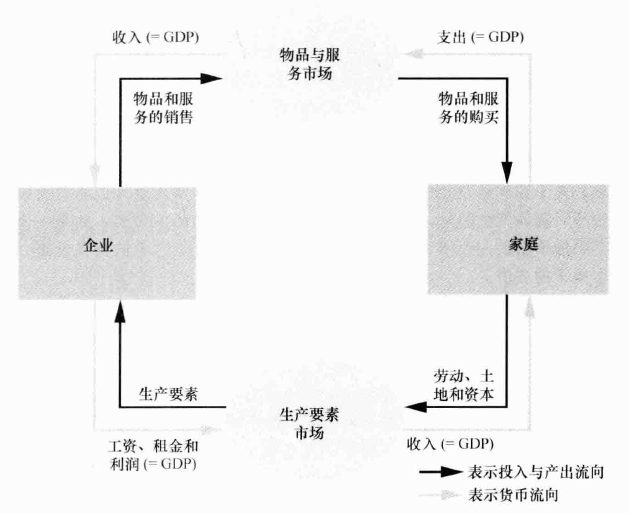 收入 (= GDP)
物品与服
务市场
支出 (= GDP)
物品和服
务的销售
物品和服
务的购买
企业
家庭
劳动、土
地和资本
生产要素
生产要素
市场
工资、租金和
利润 (= GDP)
收入 (= GDP)
表示投入与产出流向
表示货币流向